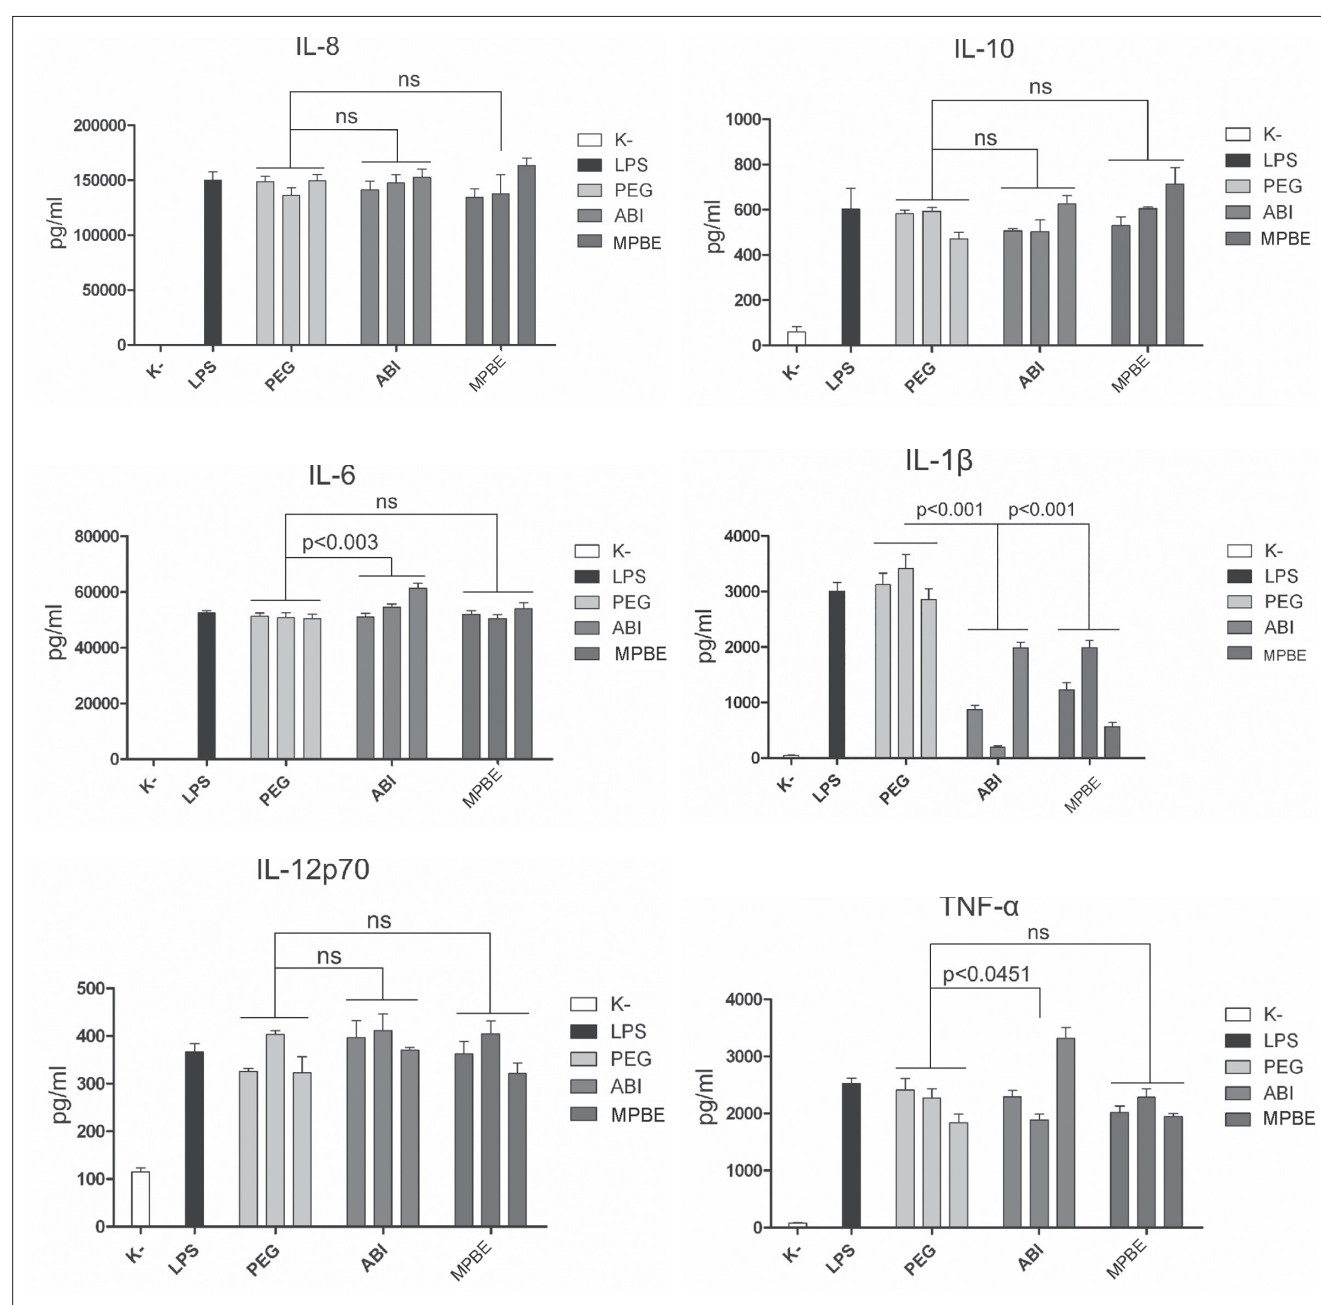 IL-8
ns
ns
200000
150000
100000
50000
0
pg/ml
K-
LPS
PEG
ABI
MPBE
K-
LPS
PEG
ABI
MPBE
IL-10
ns
ns
1000
800
600
400
200
0
pg/ml
K-
LPS
PEG
ABI
MPBE
K-
LPS
PEG
ABI
MPBE
IL-6
ns
p<0.003
80000
60000
40000
20000
0
pg/ml
K-
LPS
PEG
ABI
MPBE
K-
LPS
PEG
ABI
MPBE
IL-1β
p<0.001 p<0.001
4000
3000
2000
1000
0
pg/ml
K-
LPS
PEG
ABI
MPBE
K-
LPS
PEG
ABI
MPBE
IL-12p70
ns
ns
500
400
300
200
100
0
pg/ml
K-
LPS
PEG
ABI
MPBE
K-
LPS
PEG
ABI
MPBE
TNF-α
ns
p<0.0451
4000
3000
2000
1000
0
pg/ml
K-
LPS
PEG
ABI
MPBE
K-
LPS
PEG
ABI
MPBE